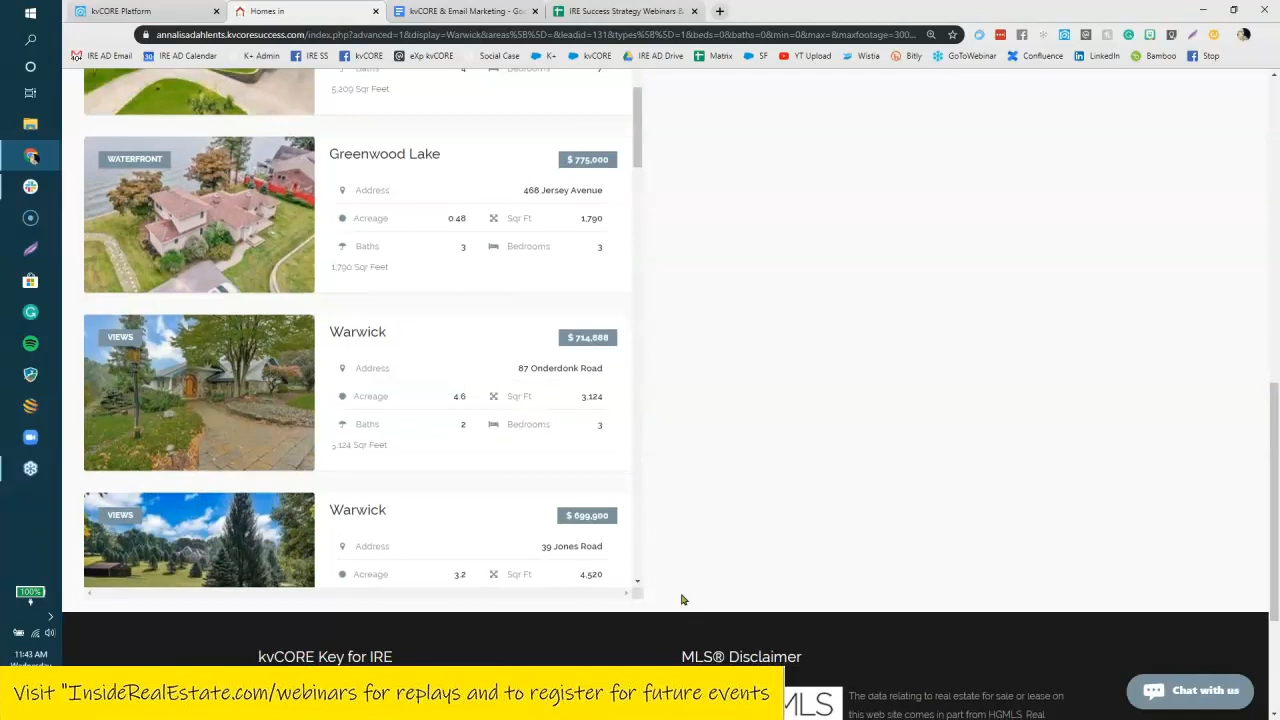 kvCORE Platform
Homes in
kvCORE & Email Marketing - Goo
IRE Success Strategy Webinars &
annalisadahlents.kvcoresuccess.com/index.php?advanced=1&display=Warwick&areas%5B%5D=&leadid=131&types%5B%5D=1&beds=0&baths=0&min=0&max=&maxfootage=300...
IRE AD Email
IRE AD Calendar
K+ Admin
IRE SS
eXp kvCORE
Social Case
K+
kvCORE
IRE AD Drive
Matrix
SF
YouTube
Upload
Wistia
Bitly
GoToWebinar
Confluence
LinkedIn
Bamboo
Stop
Baths
5,209 Sqr Feet
WATERFRONT
Greenwood Lake
$ 775,000
Address 468 Jersey Avenue
Acreage 0.48 Sqr Ft 1,790
Baths 3 Bedrooms 3
1,790 Sqr Feet
VIEWS
Warwick
$ 714,888
Address 87 Onderdonk Road
Acreage 4.6 Sqr Ft 3,124
Baths 2 Bedrooms 3
3,124 Sqr Feet
VIEWS
Warwick
$ 699,900
Address 39 Jones Road
Acreage 3.2 Sqr Ft 4,520
100%
11:43 AM
Wednesday
kvCORE Key for IRE
MLS® Disclaimer
MLS
The data relating to real estate for sale or lease on
this web site comes in part from HGMLS. Real
Chat with us
Visit "InsideRealEstate.com/webinars for replays and to register for future events